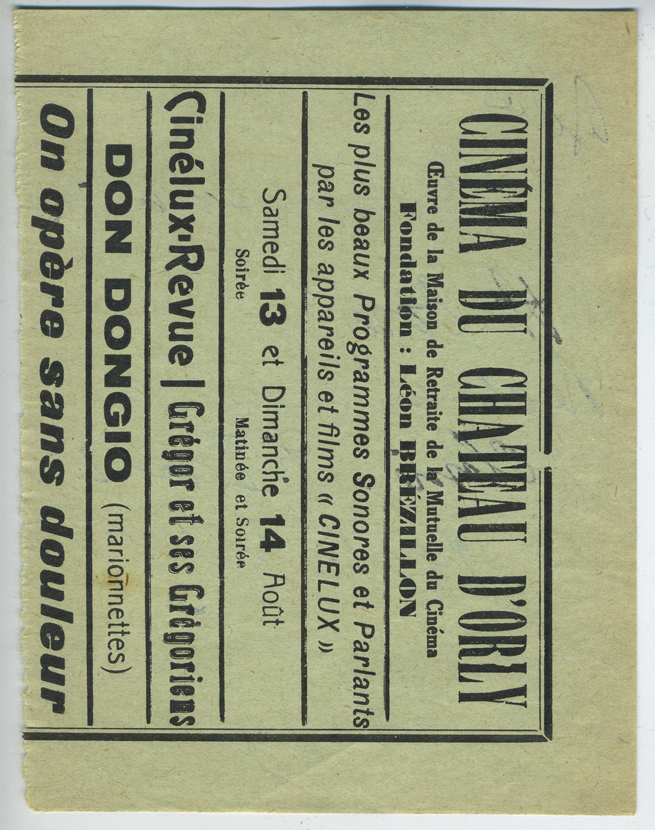 CINÉMA DU CHATEAU D'ORLY
Œuvre de la Maison de Retraite de la Mutuelle du Cinéma
Fondation : Léon BRÉZILLON
Les plus beaux Programmes Sonores et Parlants
par les appareils et films « CINELUX »
Samedi 13 et Dimanche 14 Août
Soirée Matinée et Soirée
Cinélux-Revue | Grégor et ses Grégoriens
DON DONGIO (marionnettes)
On opère sans douleur